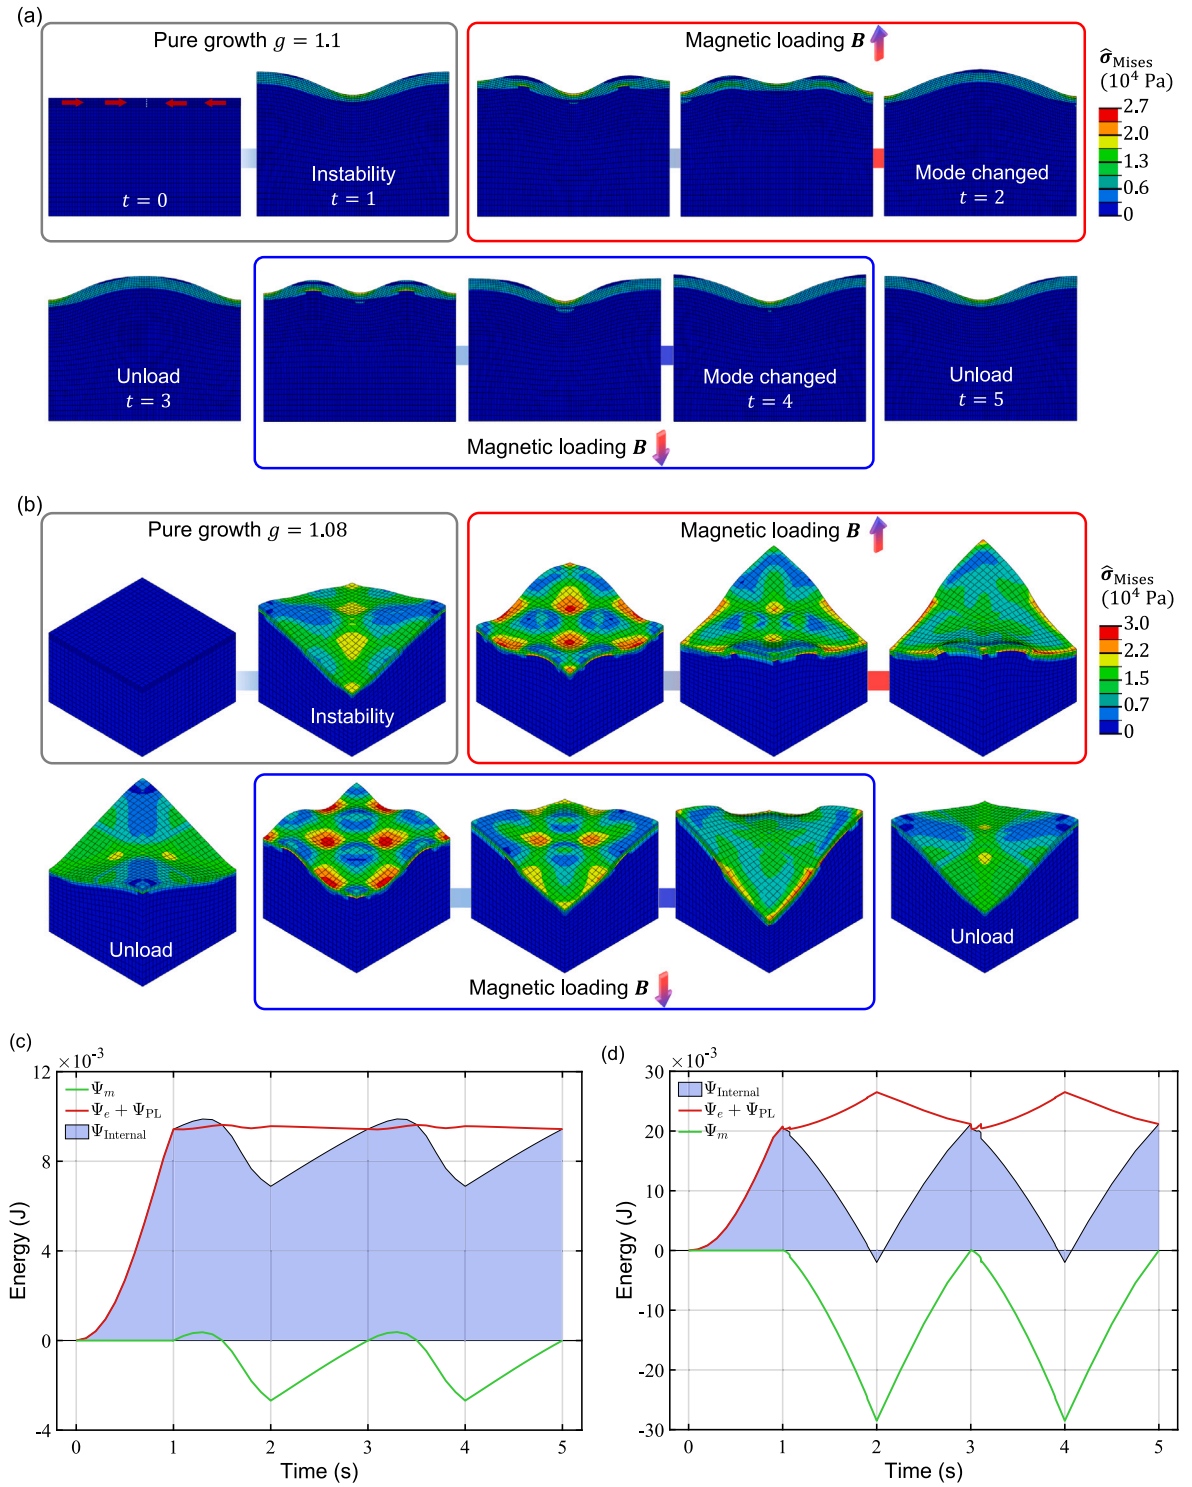 (a)
Pure growth g = 1.1
Magnetic loading B
σ̂Mises
(10⁴ Pa)
2.7
2.0
1.3
0.6
0
t = 0
Instability
t = 1
Mode changed
t = 2
Unload
t = 3
Mode changed
t = 4
Unload
t = 5
Magnetic loading B
(b)
Pure growth g = 1.08
Magnetic loading B
σ̂Mises
(10⁴ Pa)
3.0
2.2
1.5
0.7
0
Instability
Unload
Unload
Magnetic loading B
(c)
×10⁻³
12
8
4
0
-4
Ψm
Ψe + ΨPL
ΨInternal
Energy (J)
0 1 2 3 4 5
Time (s)
(d)
×10⁻³
30
20
10
0
-10
-20
-30
ΨInternal
Ψe + ΨPL
Ψm
Energy (J)
0 1 2 3 4 5
Time (s)